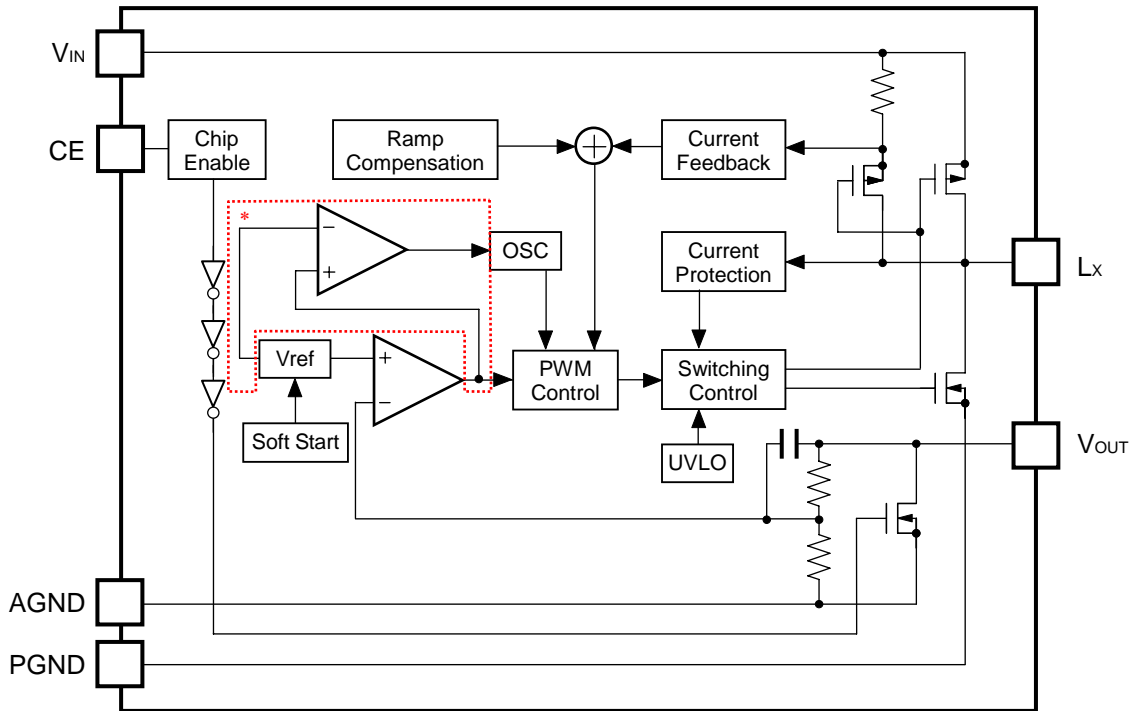 VIN
CE
Chip
Enable
Ramp
Compensation
+
Current
Feedback
*
−
+
OSC
Current
Protection
LX
Vref
+
−
PWM
Control
Switching
Control
Soft Start
UVLO
VOUT
AGND
PGND